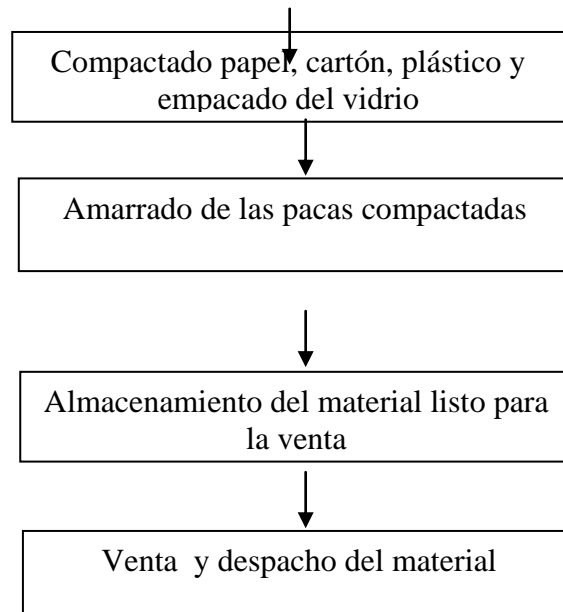 Compactado papel, cartón, plástico y
empacado del vidrio
Amarrado de las pacas compactadas
Almacenamiento del material listo para
la venta
Venta y despacho del material